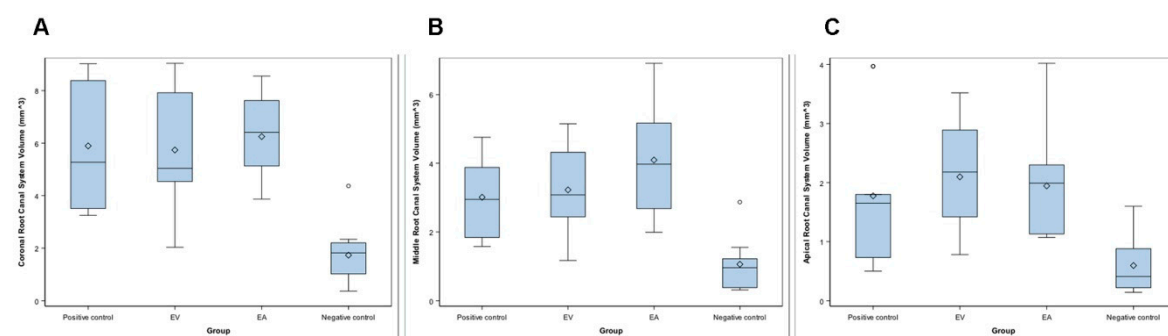 A
Coronal Root Canal System Volume (mm^3)
8
6
4
2
0
Positive control EV EA Negative control
Group
B
Middle Root Canal System Volume (mm^3)
6
4
2
0
Positive control EV EA Negative control
Group
C
Apical Root Canal System Volume (mm^3)
4
3
2
1
0
Positive control EV EA Negative control
Group